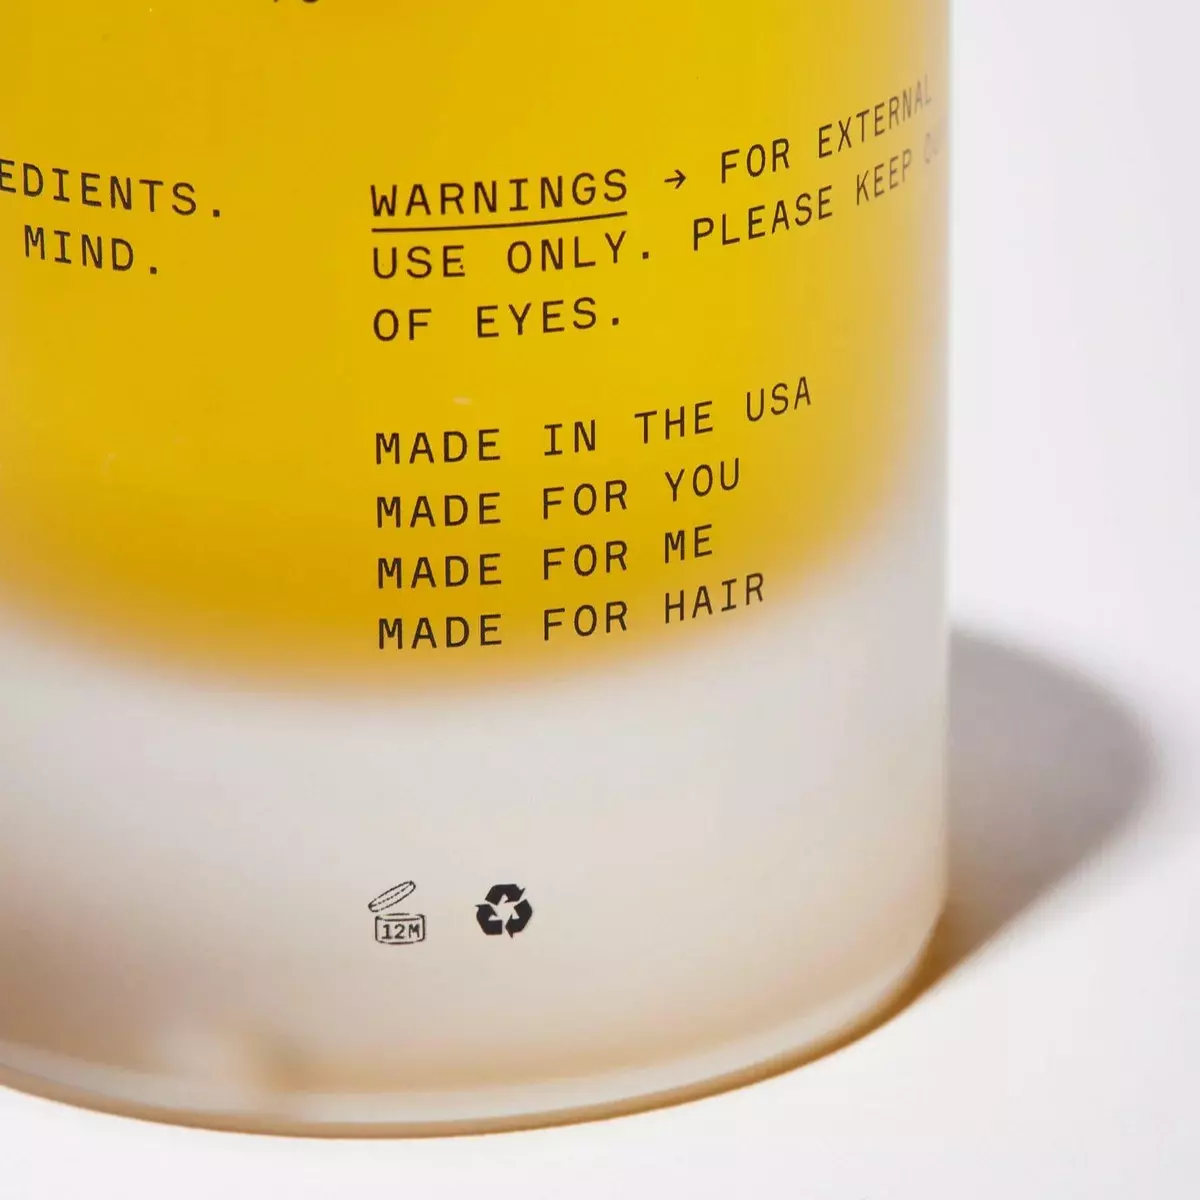 EDIENTS.
MIND.
WARNINGS → FOR EXTERNAL
USE ONLY. PLEASE KEEP
OF EYES.
MADE IN THE USA
MADE FOR YOU
MADE FOR ME
MADE FOR HAIR
12M